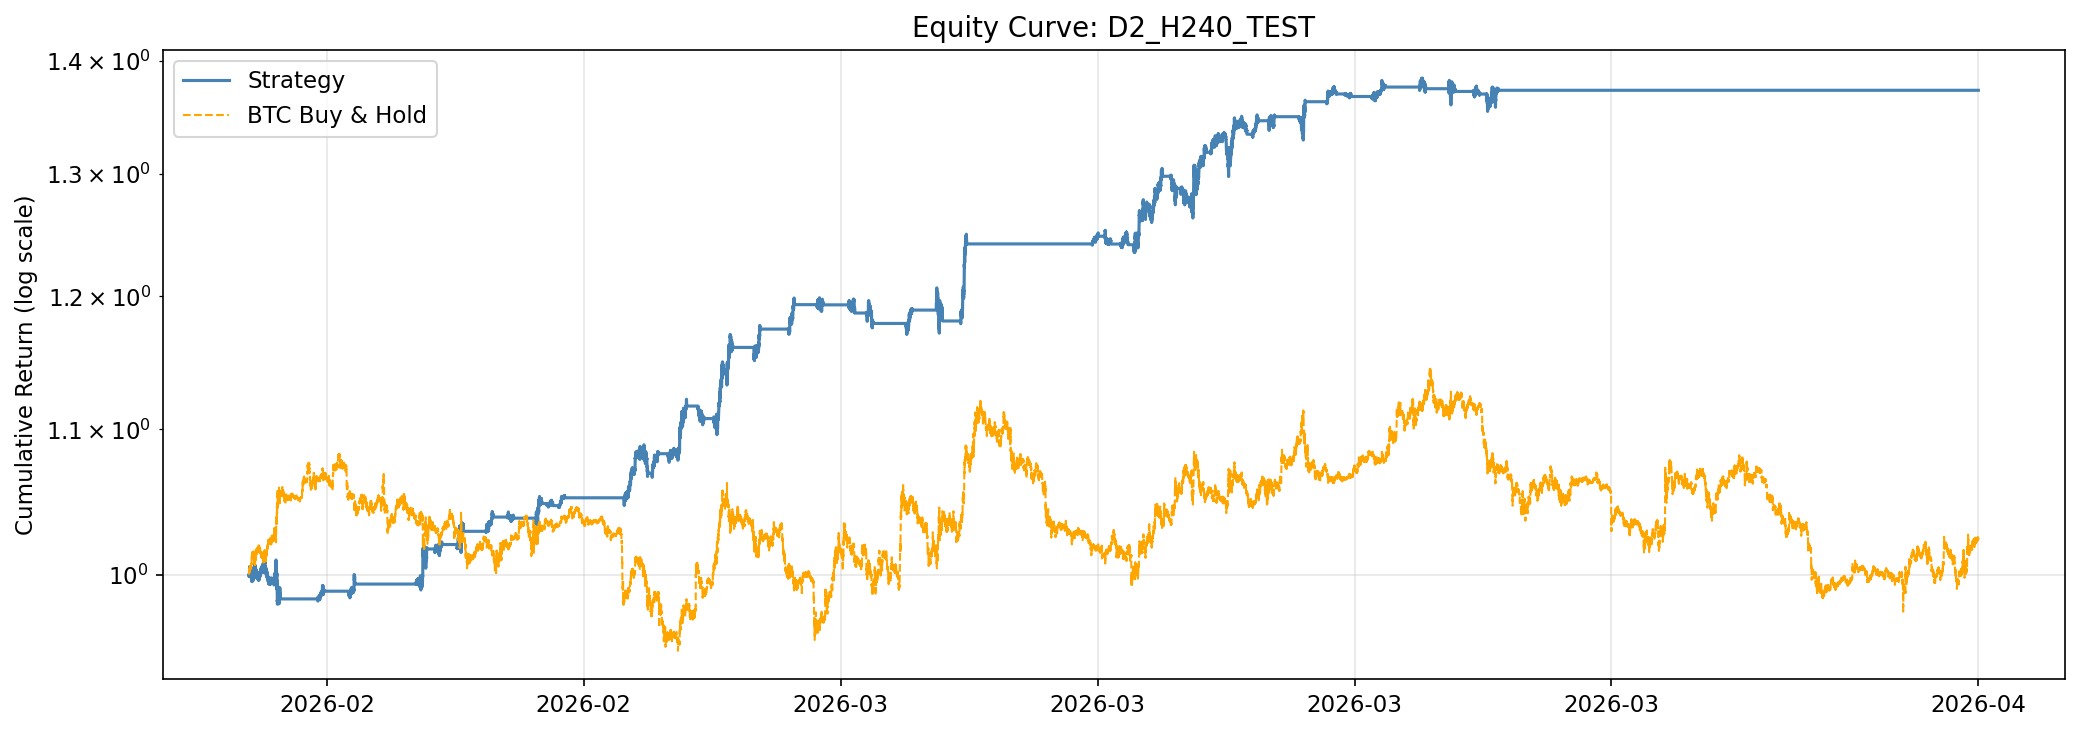 Equity Curve: D2_H240_TEST
1.4 × 10⁰
1.3 × 10⁰
1.2 × 10⁰
1.1 × 10⁰
10⁰
Cumulative Return (log scale)
Strategy
BTC Buy & Hold
2026-02 2026-02 2026-03 2026-03 2026-03 2026-03 2026-04